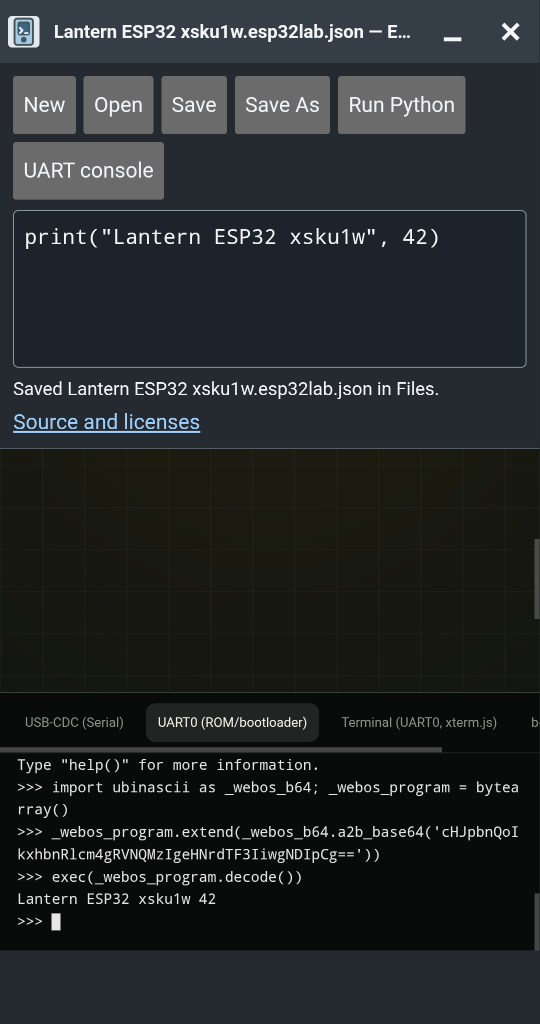 Lantern ESP32 xsku1w.esp32lab.json — E...
New Open Save Save As Run Python
UART console
print("Lantern ESP32 xsku1w", 42)
Saved Lantern ESP32 xsku1w.esp32lab.json in Files.
Source and licenses
USB-CDC (Serial) UART0 (ROM/bootloader) Terminal (UART0, xterm.js) b
Type "help()" for more information.
>>> import ubinascii as _webos_b64; _webos_program = bytea
rray()
>>> _webos_program.extend(_webos_b64.a2b_base64('cHJpbnQoI
kxhbnRlcm4gRVNQMzIgeHNrdTF3IiwgNDIpCg=='))
>>> exec(_webos_program.decode())
Lantern ESP32 xsku1w 42
>>>